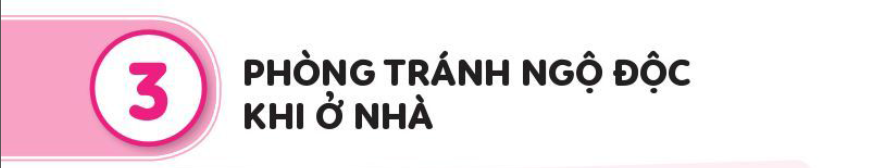 3
PHÒNG TRÁNH NGỘ ĐỘC
KHI Ở NHÀ